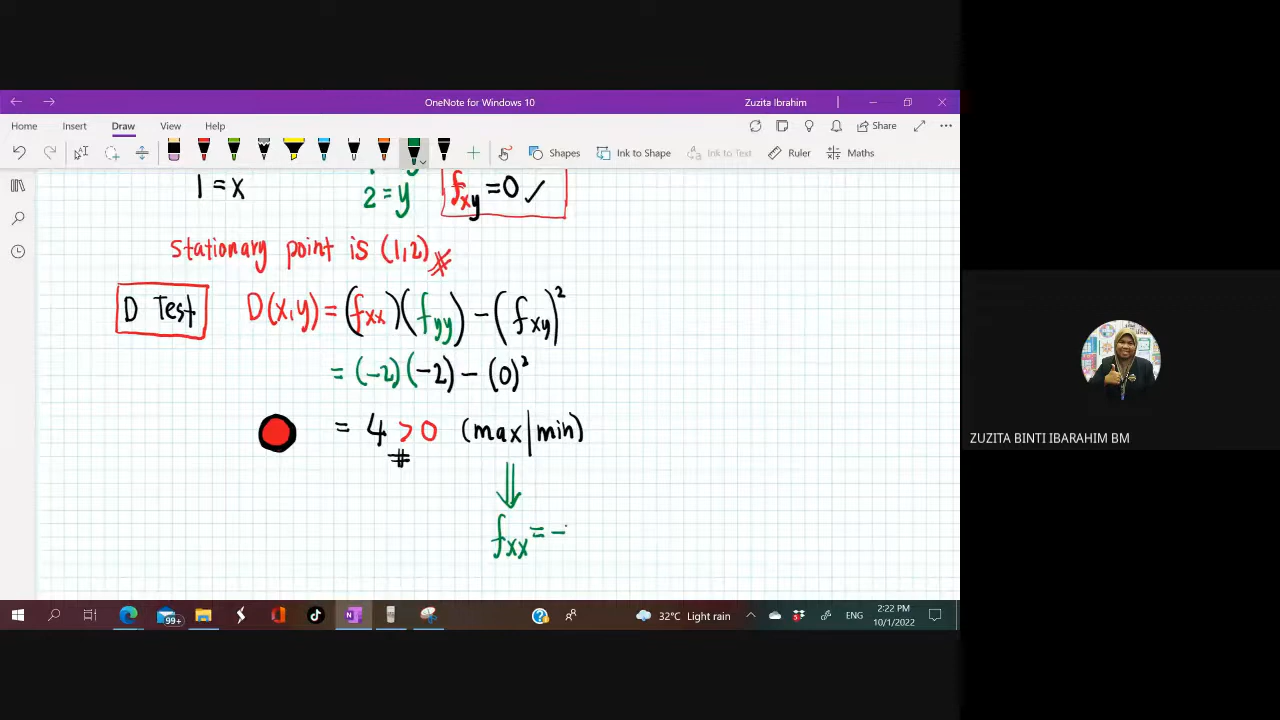 OneNote for Windows 10
Zuzita Ibrahim
Home Insert Draw View Help
Share
Shapes Ink to Shape Ink to Text Ruler Maths
1 = x
2 = y
fxy = 0 ✓
stationary point is (1,2)
D Test
D(x,y) = (fxx)(fyy) - (fxy)²
= (-2)(-2) - (0)²
= 4 > 0 (max|min)
⇓
fxx = -
ZUZITA BINTI IBARAHIM BM
99+
32°C Light rain
5
ENG
2:22 PM
10/1/2022